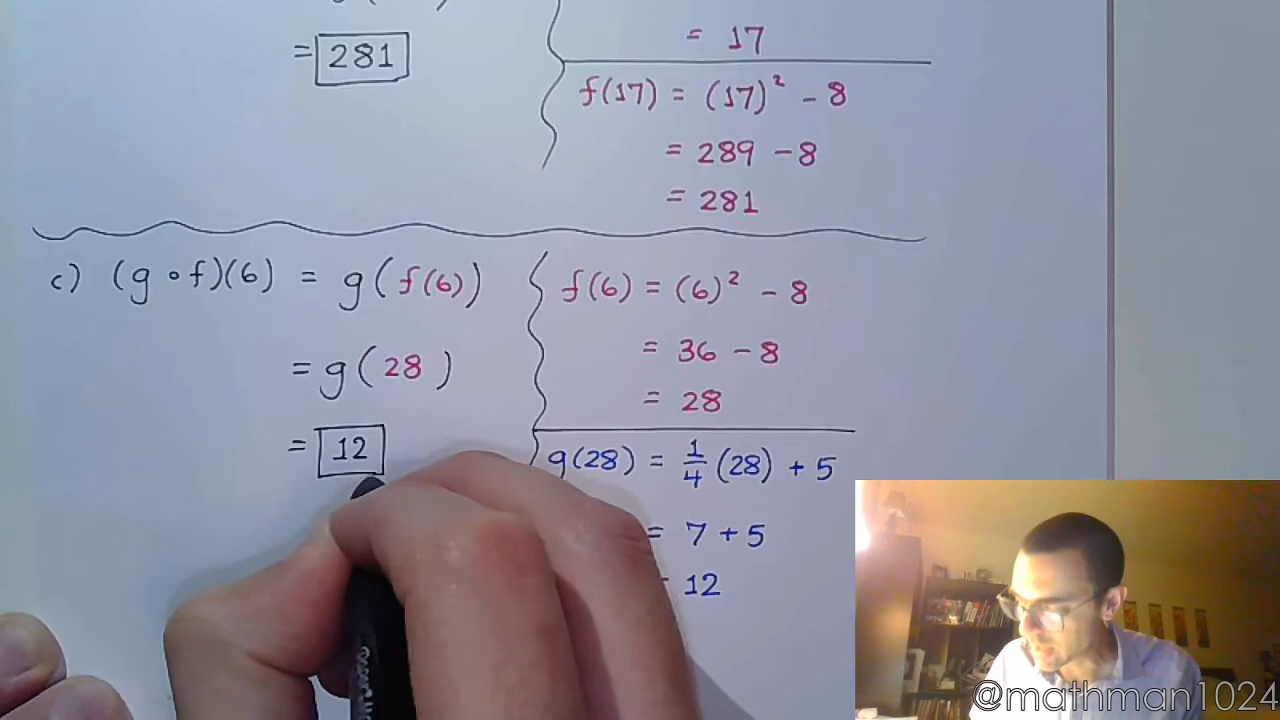 = 281
= 17
f(17) = (17)² - 8
= 289 - 8
= 281
c) (g ∘ f)(6) = g(f(6))
= g(28)
= 12
f(6) = (6)² - 8
= 36 - 8
= 28
g(28) = 1/4 (28) + 5
= 7 + 5
= 12
@mathman1024